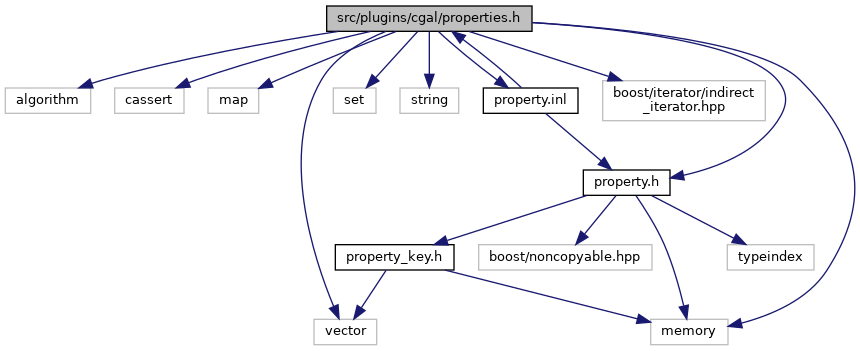 src/plugins/cgal/properties.h
algorithm
cassert
map
set
string
property.inl
boost/iterator/indirect
_iterator.hpp
property.h
property_key.h
boost/noncopyable.hpp
typeindex
vector
memory